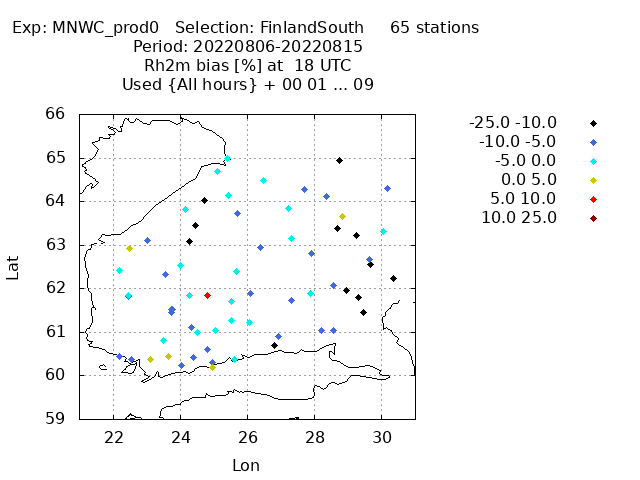 Exp: MNWC_prod0   Selection: FinlandSouth     65 stations
Period: 20220806-20220815
Rh2m bias [%] at  18 UTC
Used {All hours} + 00 01 ... 09
-25.0 -10.0
-10.0 -5.0
-5.0 0.0
0.0 5.0
5.0 10.0
10.0 25.0
66
65
64
63
62
61
60
59
Lat
22 24 26 28 30
Lon